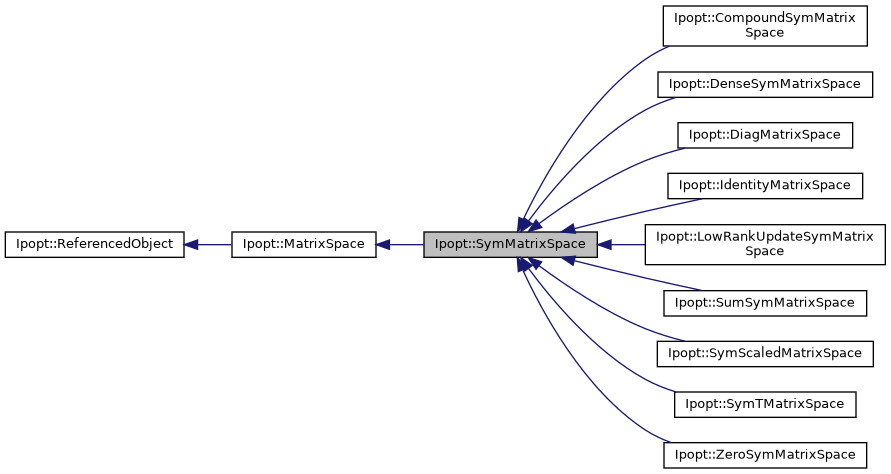 Ipopt::CompoundSymMatrix
Space
Ipopt::DenseSymMatrixSpace
Ipopt::DiagMatrixSpace
Ipopt::IdentityMatrixSpace
Ipopt::ReferencedObject
Ipopt::MatrixSpace
Ipopt::SymMatrixSpace
Ipopt::LowRankUpdateSymMatrix
Space
Ipopt::SumSymMatrixSpace
Ipopt::SymScaledMatrixSpace
Ipopt::SymTMatrixSpace
Ipopt::ZeroSymMatrixSpace